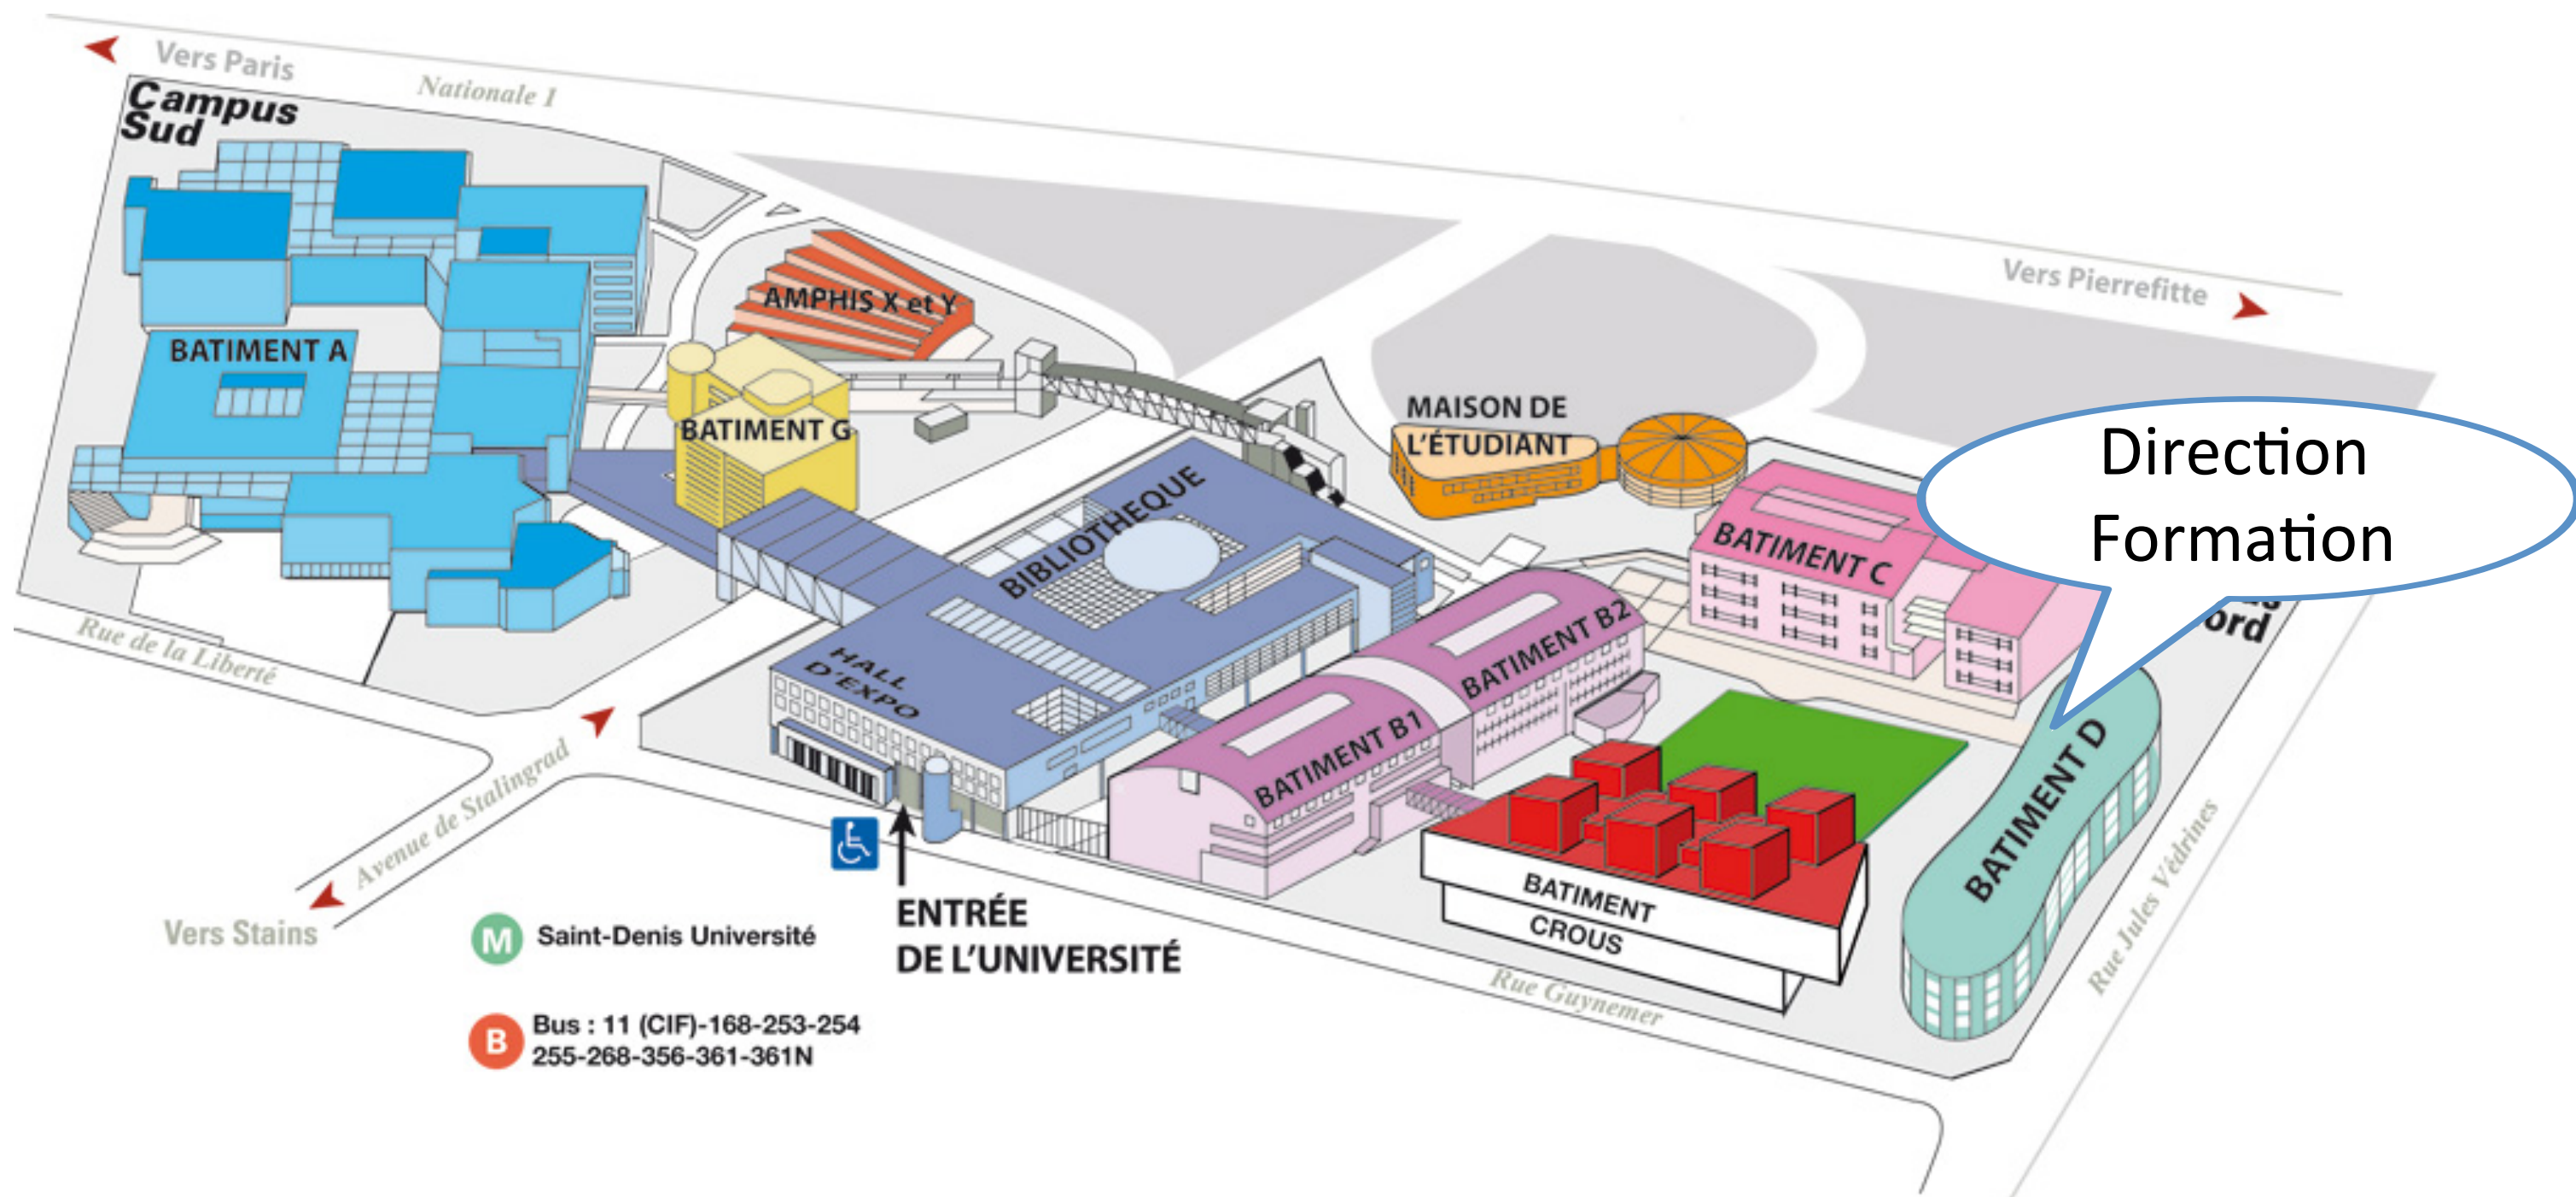 Vers Paris
Nationale 1
Campus
Sud
Vers Pierrefitte
AMPHIS X et Y
BATIMENT A
BATIMENT G
MAISON DE
L'ÉTUDIANT
Direction
Formation
BIBLIOTHEQUE
BATIMENT C
ord
HALL
D'EXPO
BATIMENT B2
BATIMENT B1
BATIMENT D
Rue de la Liberté
Avenue de Stalingrad
Vers Stains
BATIMENT
CROUS
ENTRÉE
DE L'UNIVERSITÉ
Rue Guynemer
Rue Jules Védrines
M Saint-Denis Université
B Bus : 11 (CIF)-168-253-254
255-268-356-361-361N